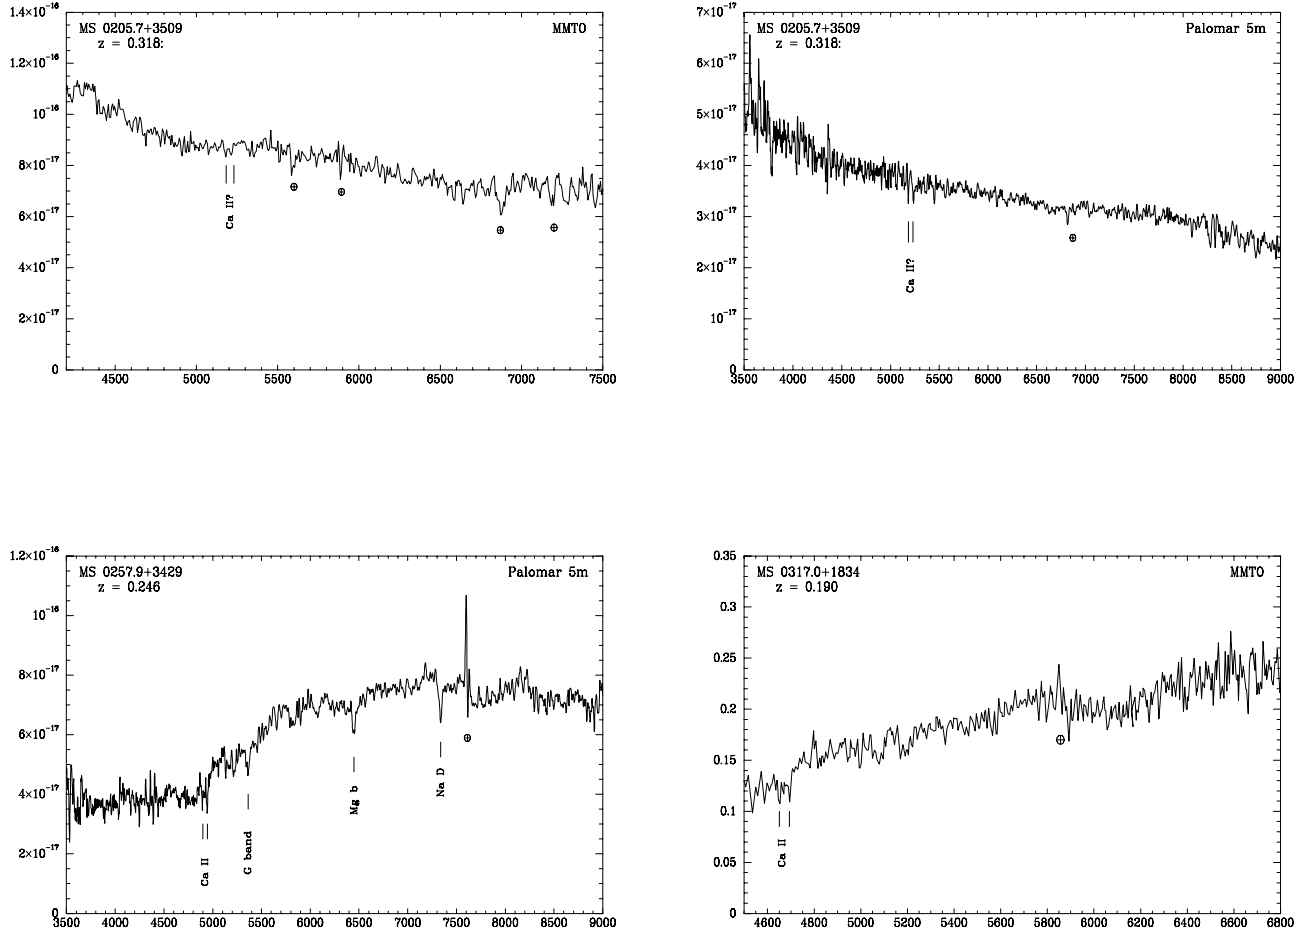 1.4×10⁻¹⁶
1.2×10⁻¹⁶
10⁻¹⁶
8×10⁻¹⁷
6×10⁻¹⁷
4×10⁻¹⁷
2×10⁻¹⁷
0
MS 0205.7+3509 MMTO
z = 0.318:
Ca II?
4500 5000 5500 6000 6500 7000 7500
7×10⁻¹⁷
6×10⁻¹⁷
5×10⁻¹⁷
4×10⁻¹⁷
3×10⁻¹⁷
2×10⁻¹⁷
10⁻¹⁷
0
MS 0205.7+3509 Palomar 5m
z = 0.318:
Ca II?
3500 4000 4500 5000 5500 6000 6500 7000 7500 8000 8500 9000
1.2×10⁻¹⁶
10⁻¹⁶
8×10⁻¹⁷
6×10⁻¹⁷
4×10⁻¹⁷
2×10⁻¹⁷
0
MS 0257.9+3429 Palomar 5m
z = 0.246
Ca II
G band
Mg b
Na D
3500 4000 4500 5000 5500 6000 6500 7000 7500 8000 8500 9000
0.35
0.3
0.25
0.2
0.15
0.1
0.05
0
MS 0317.0+1834 MMTO
z = 0.190
Ca II
4600 4800 5000 5200 5400 5600 5800 6000 6200 6400 6600 6800